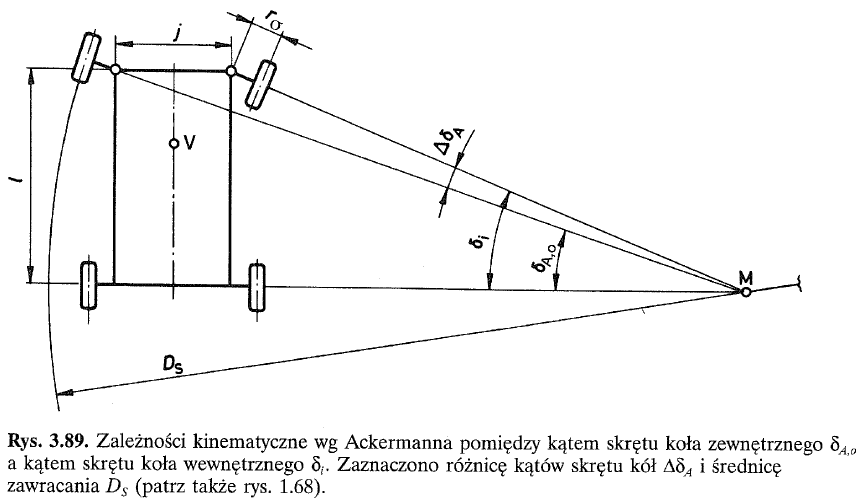 r_σ
j
Δδ_A
V
l
δ_i
δ_A,o
M
D_S
Rys. 3.89. Zależności kinematyczne wg Ackermanna pomiędzy kątem skrętu koła zewnętrznego δ_A,o
a kątem skrętu koła wewnętrznego δ_i. Zaznaczono różnicę kątów skrętu kół Δδ_A i średnicę
zawracania D_S (patrz także rys. 1.68).